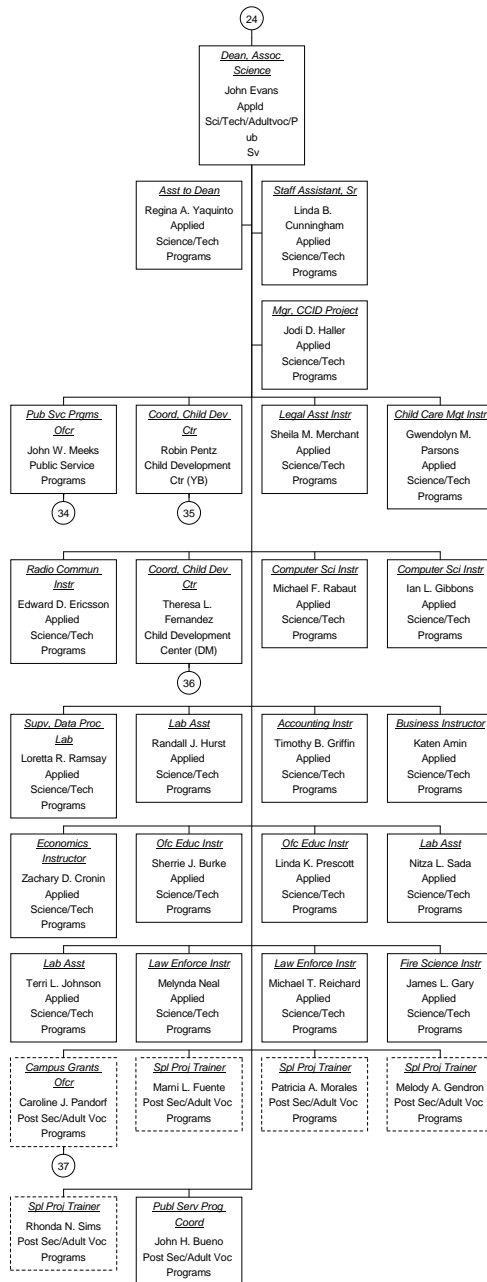 24
Dean, Assoc
Science
John Evans
Appld
Sci/Tech/Adultvoc/P
ub
Sv
Asst to Dean
Regina A. Yaquinto
Applied
Science/Tech
Programs
Staff Assistant, Sr
Linda B.
Cunningham
Applied
Science/Tech
Programs
Mgr, CCID Project
Jodi D. Haller
Applied
Science/Tech
Programs
Pub Svc Prgms
Ofcr
John W. Meeks
Public Service
Programs
34
Coord, Child Dev
Ctr
Robin Pentz
Child Development
Ctr (YB)
35
Legal Asst Instr
Sheila M. Merchant
Applied
Science/Tech
Programs
Child Care Mgt Instr
Gwendolyn M.
Parsons
Applied
Science/Tech
Programs
Radio Commun
Instr
Edward D. Ericsson
Applied
Science/Tech
Programs
Coord, Child Dev
Ctr
Theresa L.
Fernandez
Child Development
Center (DM)
36
Computer Sci Instr
Michael F. Rabaut
Applied
Science/Tech
Programs
Computer Sci Instr
Ian L. Gibbons
Applied
Science/Tech
Programs
Supv, Data Proc
Lab
Loretta R. Ramsay
Applied
Science/Tech
Programs
Lab Asst
Randall J. Hurst
Applied
Science/Tech
Programs
Accounting Instr
Timothy B. Griffin
Applied
Science/Tech
Programs
Business Instructor
Katen Amin
Applied
Science/Tech
Programs
Economics
Instructor
Zachary D. Cronin
Applied
Science/Tech
Programs
Ofc Educ Instr
Sherrie J. Burke
Applied
Science/Tech
Programs
Ofc Educ Instr
Linda K. Prescott
Applied
Science/Tech
Programs
Lab Asst
Nitza L. Sada
Applied
Science/Tech
Programs
Lab Asst
Terri L. Johnson
Applied
Science/Tech
Programs
Law Enforce Instr
Melynda Neal
Applied
Science/Tech
Programs
Law Enforce Instr
Michael T. Reichard
Applied
Science/Tech
Programs
Fire Science Instr
James L. Gary
Applied
Science/Tech
Programs
Campus Grants
Ofcr
Caroline J. Pandorf
Post Sec/Adult Voc
Programs
37
Spl Proj Trainer
Marni L. Fuente
Post Sec/Adult Voc
Programs
Spl Proj Trainer
Patricia A. Morales
Post Sec/Adult Voc
Programs
Spl Proj Trainer
Melody A. Gendron
Post Sec/Adult Voc
Programs
Spl Proj Trainer
Rhonda N. Sims
Post Sec/Adult Voc
Programs
Publ Serv Prog
Coord
John H. Bueno
Post Sec/Adult Voc
Programs